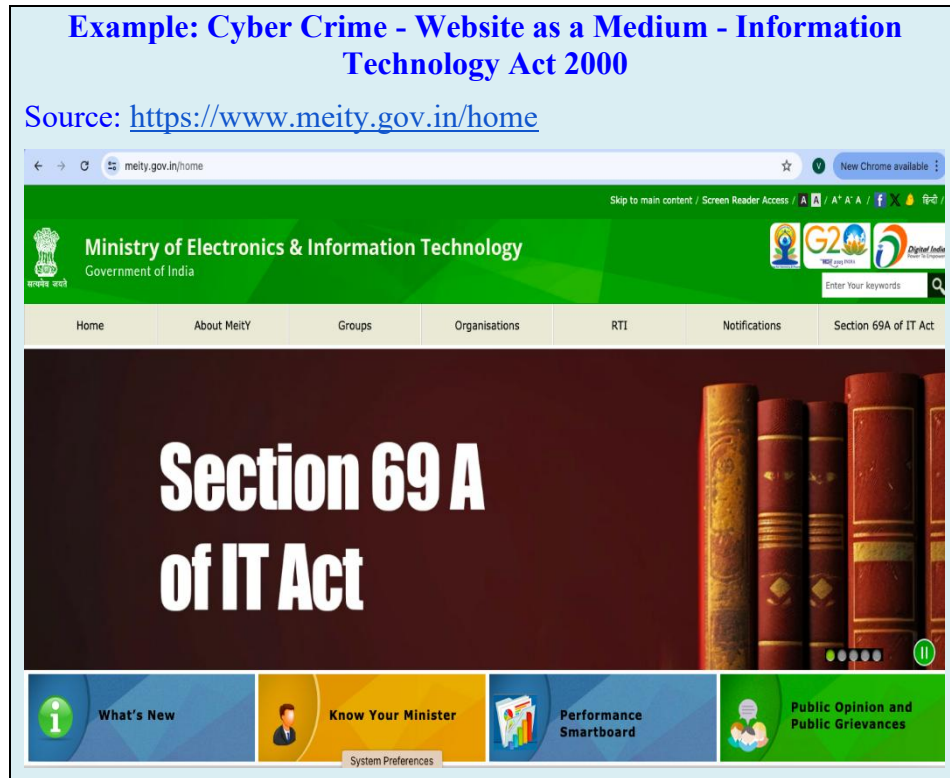 Example: Cyber Crime - Website as a Medium - Information
Technology Act 2000
Source: https://www.meity.gov.in/home
meity.gov.in/home
V
New Chrome available
Skip to main content / Screen Reader Access / A A / A+ A- A / f X / हिन्दी /
Ministry of Electronics & Information Technology
Government of India
सत्यमेव जयते
G20
Digital India
Power To Empower
Enter Your keywords
Home About MeitY Groups Organisations RTI Notifications Section 69A of IT Act
Section 69 A
of IT Act
What's New
Know Your Minister
Performance
Smartboard
Public Opinion and
Public Grievances
System Preferences